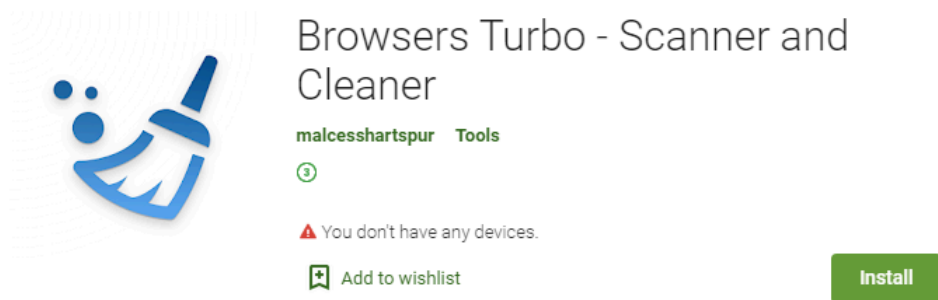 Browsers Turbo - Scanner and
Cleaner
malcesshartspur Tools
3
You don't have any devices.
Add to wishlist
Install